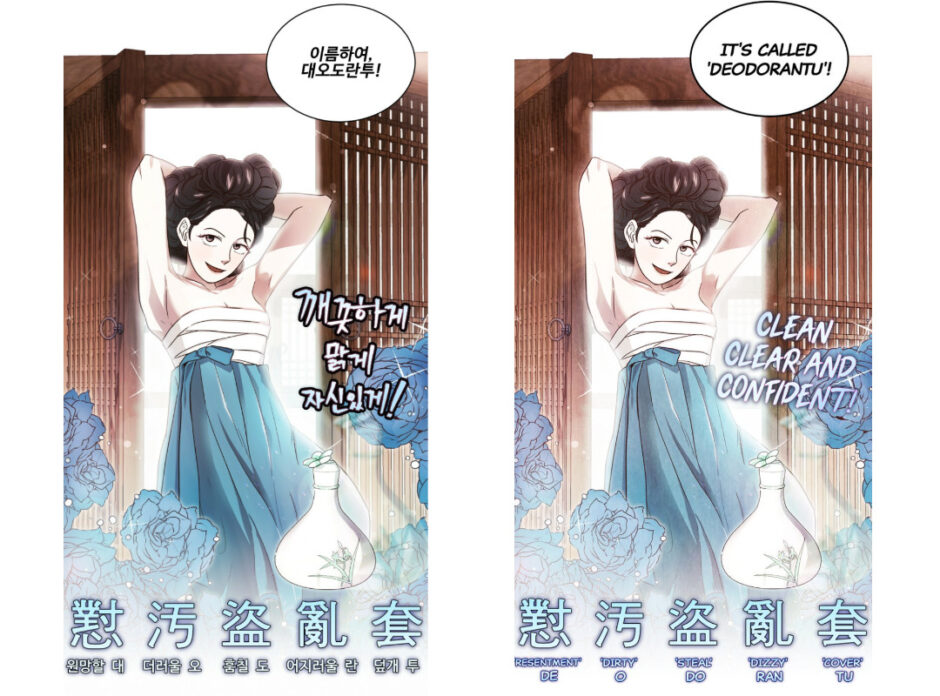 이름하여,
대오도란투!
깨끗하게
맑게
자신있게!
懟 汚 盜 亂 套
원망할 대 더러울 오 훔칠 도 어지러울 란 덮개 투
IT'S CALLED
'DEODORANTU'!
CLEAN
CLEAR AND
CONFIDENT!
懟 汚 盜 亂 套
'RESENTMENT' 'DIRTY' 'STEAL' 'DIZZY' 'COVER'
DE O DO RAN TU